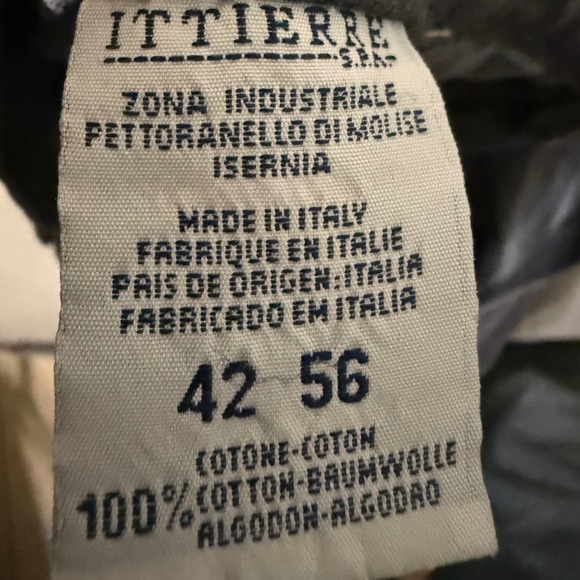 ITTIERRE
S.P.A.
ZONA INDUSTRIALE
PETTORANELLO DI MOLISE
ISERNIA
MADE IN ITALY
FABRIQUE EN ITALIE
PAIS DE ORIGEN: ITALIA
FABRICADO EM ITALIA
42 56
COTONE-COTON
100% COTTON-BAUMWOLLE
ALGODON-ALGODAO